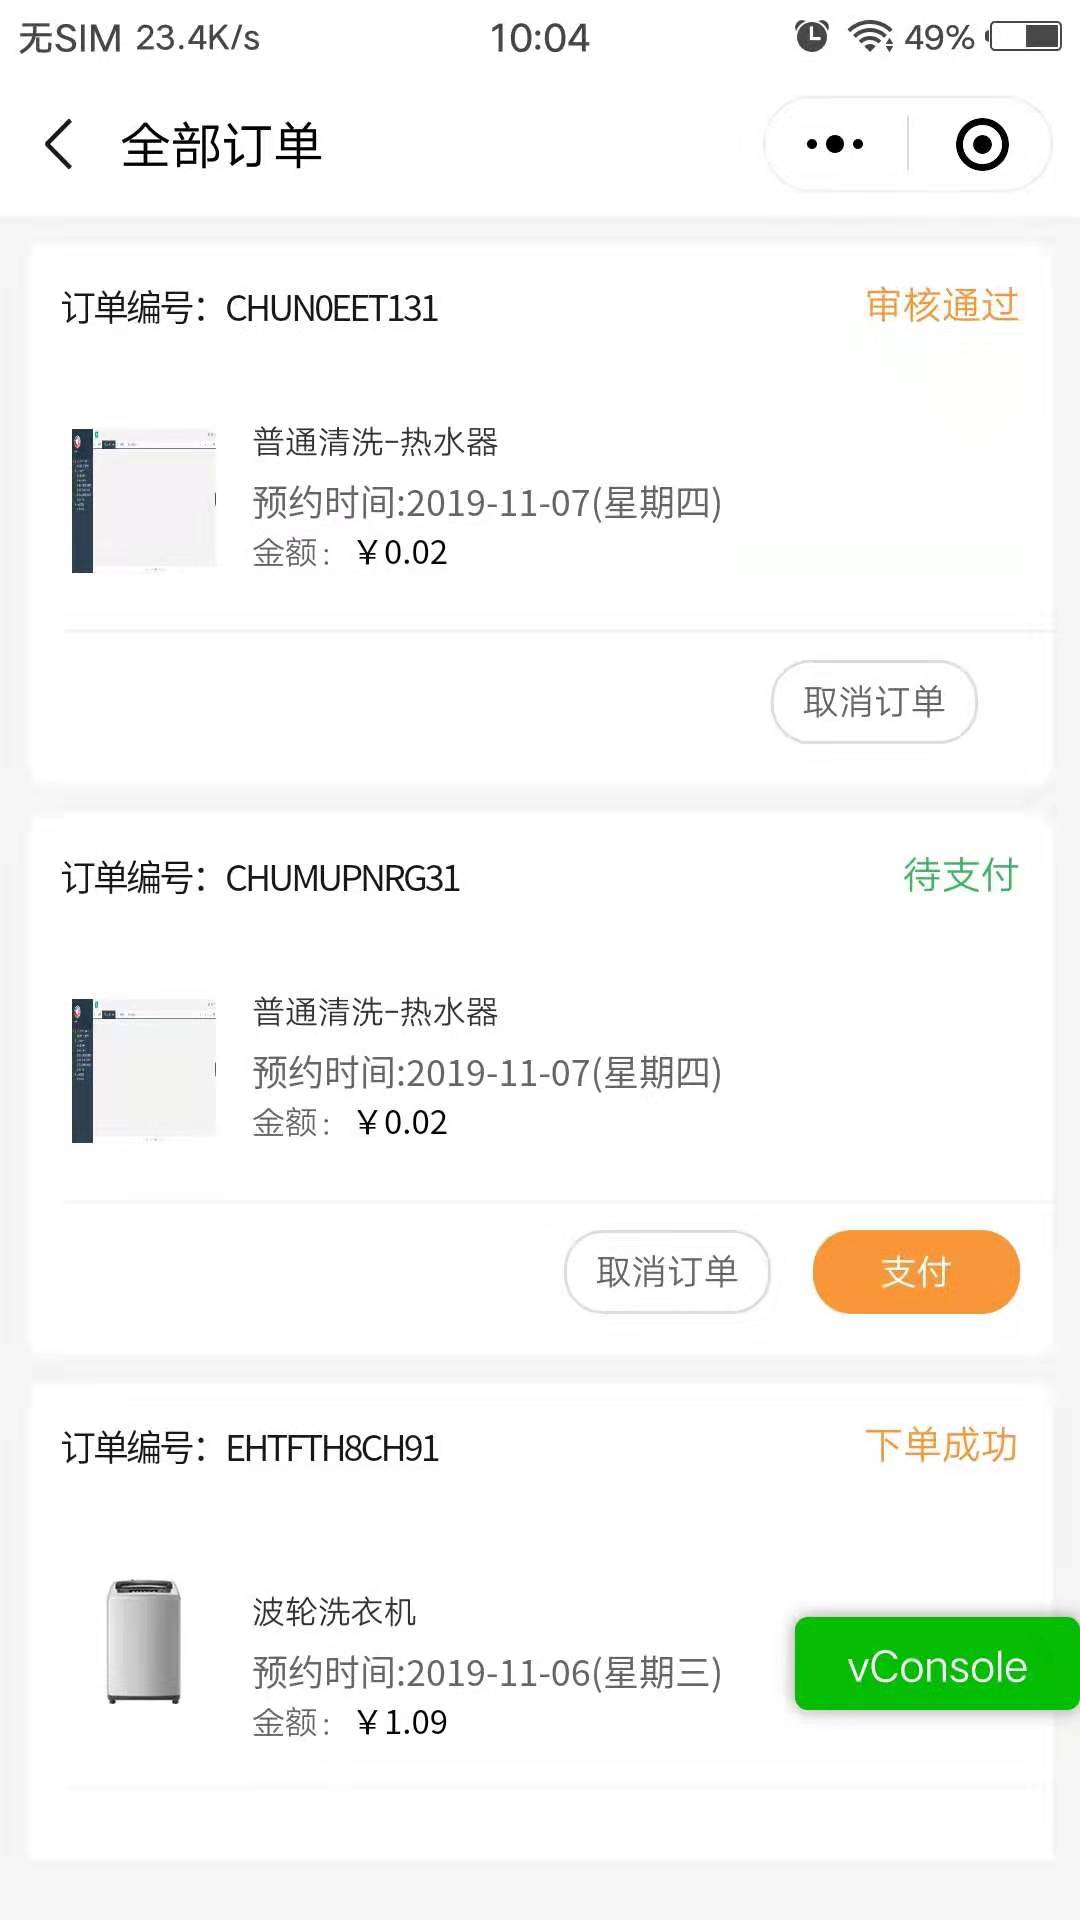 无SIM 23.4K/s 10:04 49%
全部订单
订单编号：CHUN0EET131 审核通过
普通清洗-热水器
预约时间:2019-11-07(星期四)
金额： ￥0.02
取消订单
订单编号：CHUMUPNRG31 待支付
普通清洗-热水器
预约时间:2019-11-07(星期四)
金额： ￥0.02
取消订单 支付
订单编号：EHTFTH8CH91 下单成功
波轮洗衣机
预约时间:2019-11-06(星期三)
金额： ￥1.09
vConsole